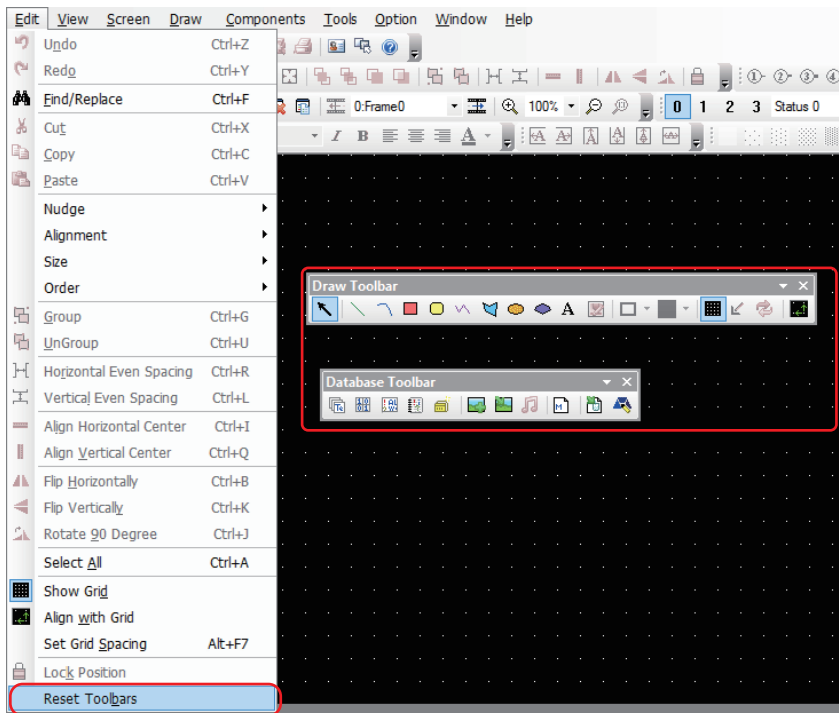 Edit View Screen Draw Components Tools Option Window Help
Undo Ctrl+Z
Redo Ctrl+Y
Find/Replace Ctrl+F
0:Frame0 100% 0 1 2 3 Status 0
Cut Ctrl+X
I B A
Copy Ctrl+C
Paste Ctrl+V
Nudge
Alignment
Size
Order
Draw Toolbar
A
Group Ctrl+G
UnGroup Ctrl+U
Horizontal Even Spacing Ctrl+R
Database Toolbar
Vertical Even Spacing Ctrl+L
Align Horizontal Center Ctrl+I
Align Vertical Center Ctrl+Q
Flip Horizontally Ctrl+B
Flip Vertically Ctrl+K
Rotate 90 Degree Ctrl+J
Select All Ctrl+A
Show Grid
Align with Grid
Set Grid Spacing Alt+F7
Lock Position
Reset Toolbars